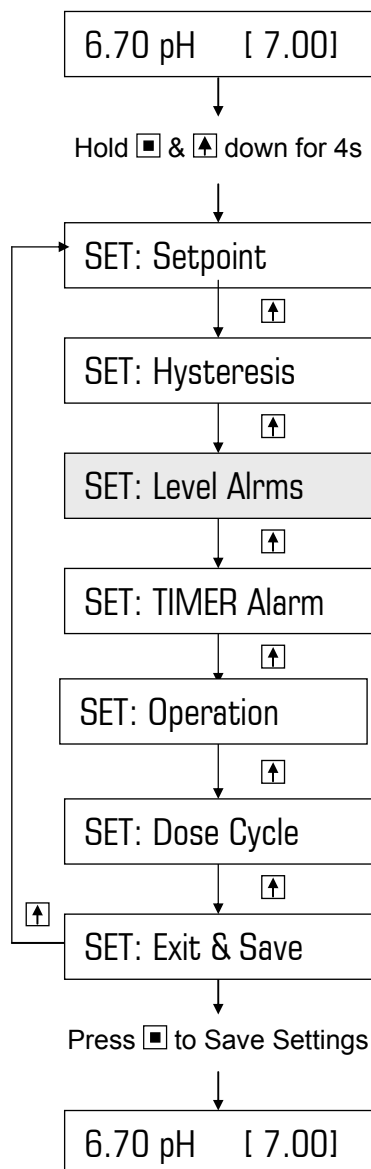 6.70 pH [ 7.00]
Hold & down for 4s
SET: Setpoint
SET: Hysteresis
SET: Level Alrms
SET: TIMER Alarm
SET: Operation
SET: Dose Cycle
SET: Exit & Save
Press to Save Settings
6.70 pH [ 7.00]